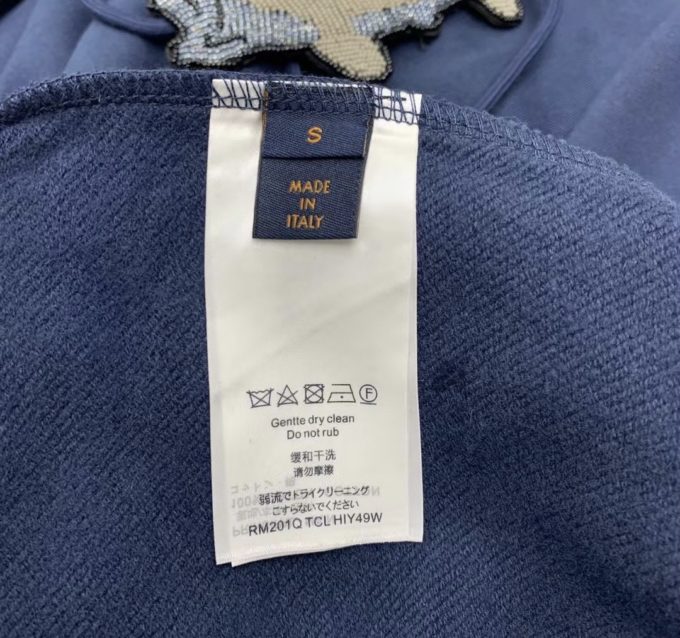 S
MADE
IN
ITALY
Gentte dry clean
Do not rub
缓和干洗
请勿摩擦
弱流でトライクリーニング
こすらないでください
RM201Q TCL HIY49W